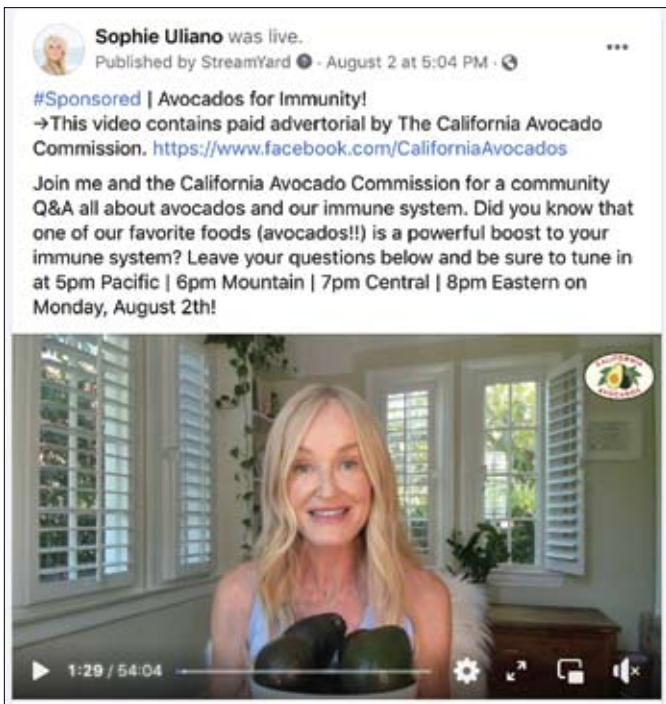 Sophie Uliano was live.
Published by StreamYard · August 2 at 5:04 PM ·
#Sponsored | Avocados for Immunity!
→This video contains paid advertorial by The California Avocado
Commission. https://www.facebook.com/CaliforniaAvocados
Join me and the California Avocado Commission for a community
Q&A all about avocados and our immune system. Did you know that
one of our favorite foods (avocados!!) is a powerful boost to your
immune system? Leave your questions below and be sure to tune in
at 5pm Pacific | 6pm Mountain | 7pm Central | 8pm Eastern on
Monday, August 2th!
CALIFORNIA
AVOCADOS
1:29 / 54:04